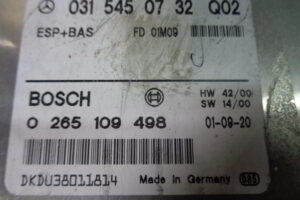 031 545 07 32 Q02
ESP+BAS FD 01M09
BOSCH HW 42/00
SW 14/00
0 265 109 498 01-09-20
DKDU38011814 Made in Germany 085